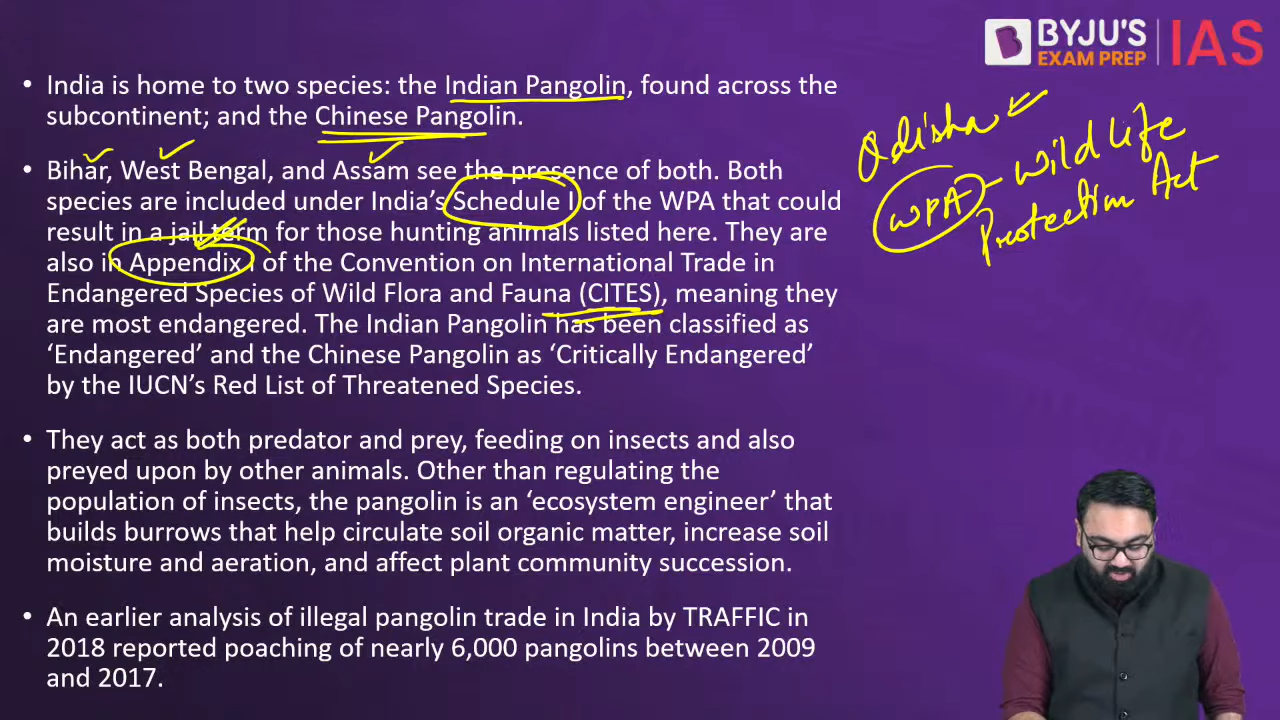 BYJU'S
EXAM PREP
IAS
• India is home to two species: the Indian Pangolin, found across the
subcontinent; and the Chinese Pangolin.
• Bihar, West Bengal, and Assam see the presence of both. Both
species are included under India's Schedule I of the WPA that could
result in a jail term for those hunting animals listed here. They are
also in Appendix I of the Convention on International Trade in
Endangered Species of Wild Flora and Fauna (CITES), meaning they
are most endangered. The Indian Pangolin has been classified as
‘Endangered’ and the Chinese Pangolin as ‘Critically Endangered’
by the IUCN's Red List of Threatened Species.
• They act as both predator and prey, feeding on insects and also
preyed upon by other animals. Other than regulating the
population of insects, the pangolin is an ‘ecosystem engineer’ that
builds burrows that help circulate soil organic matter, increase soil
moisture and aeration, and affect plant community succession.
• An earlier analysis of illegal pangolin trade in India by TRAFFIC in
2018 reported poaching of nearly 6,000 pangolins between 2009
and 2017.
Odisha
WPA - Wild Life
Protection Act